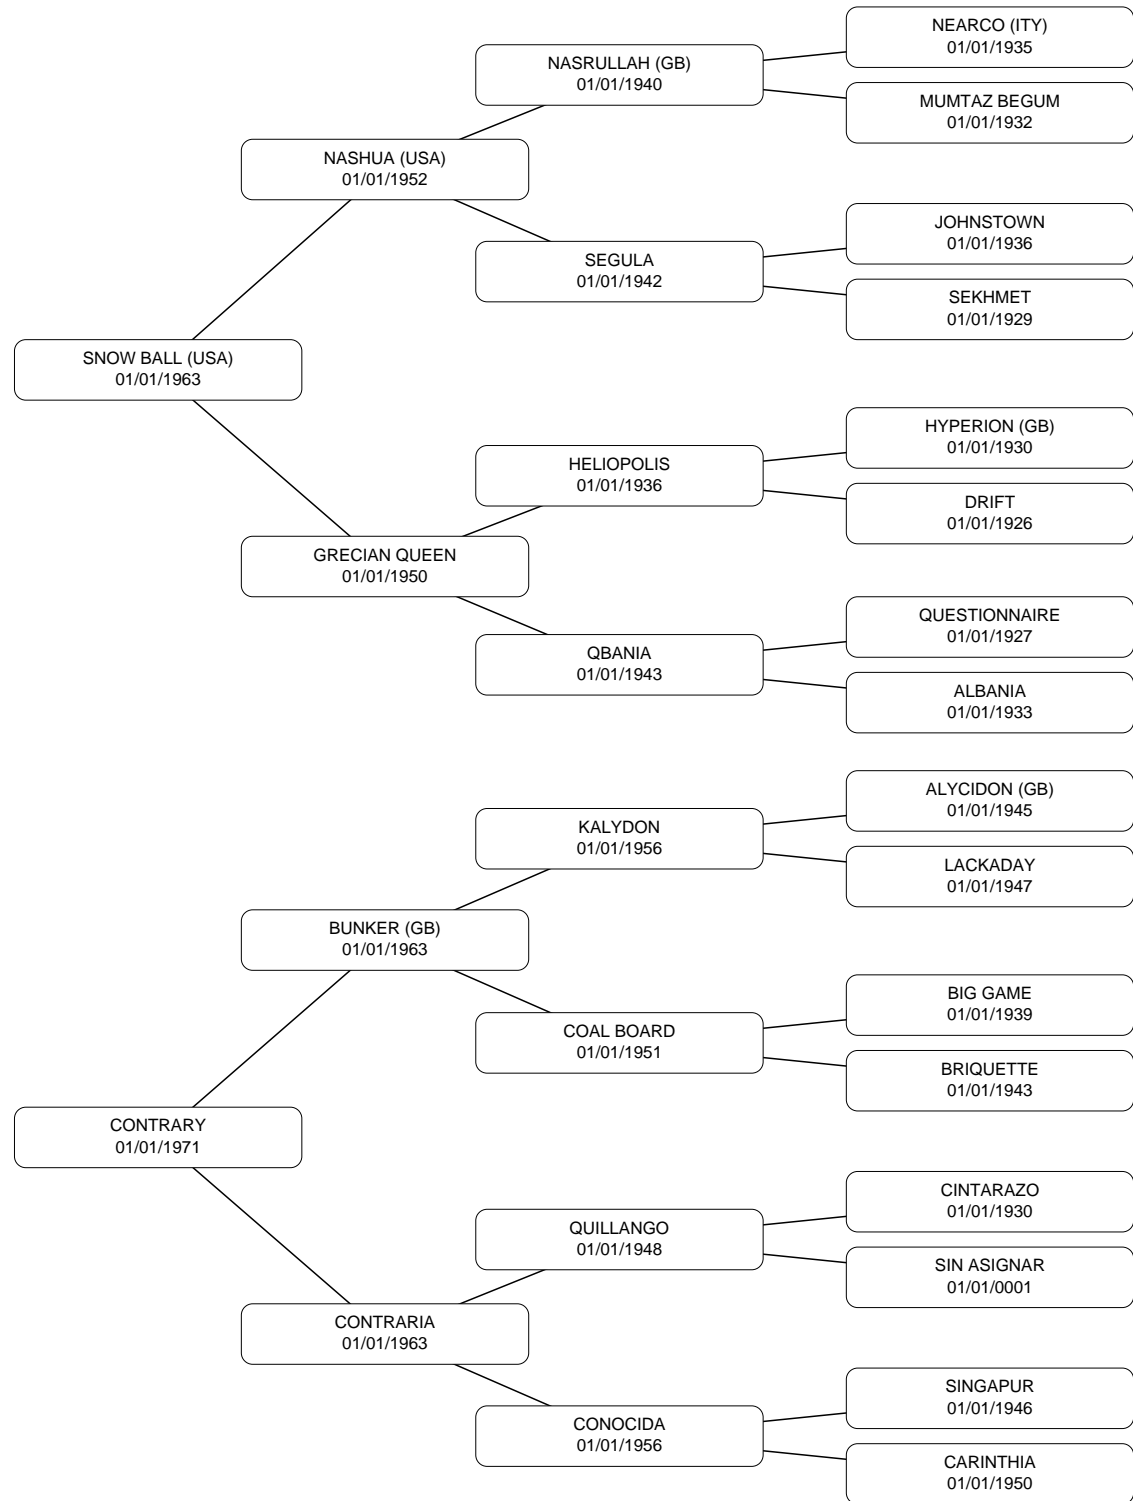 NEARCO (ITY)
01/01/1935
NASRULLAH (GB)
01/01/1940
MUMTAZ BEGUM
01/01/1932
NASHUA (USA)
01/01/1952
JOHNSTOWN
01/01/1936
SEGULA
01/01/1942
SEKHMET
01/01/1929
SNOW BALL (USA)
01/01/1963
HYPERION (GB)
01/01/1930
HELIOPOLIS
01/01/1936
DRIFT
01/01/1926
GRECIAN QUEEN
01/01/1950
QUESTIONNAIRE
01/01/1927
QBANIA
01/01/1943
ALBANIA
01/01/1933
ALYCIDON (GB)
01/01/1945
KALYDON
01/01/1956
LACKADAY
01/01/1947
BUNKER (GB)
01/01/1963
BIG GAME
01/01/1939
COAL BOARD
01/01/1951
BRIQUETTE
01/01/1943
CONTRARY
01/01/1971
CINTARAZO
01/01/1930
QUILLANGO
01/01/1948
SIN ASIGNAR
01/01/0001
CONTRARIA
01/01/1963
SINGAPUR
01/01/1946
CONOCIDA
01/01/1956
CARINTHIA
01/01/1950